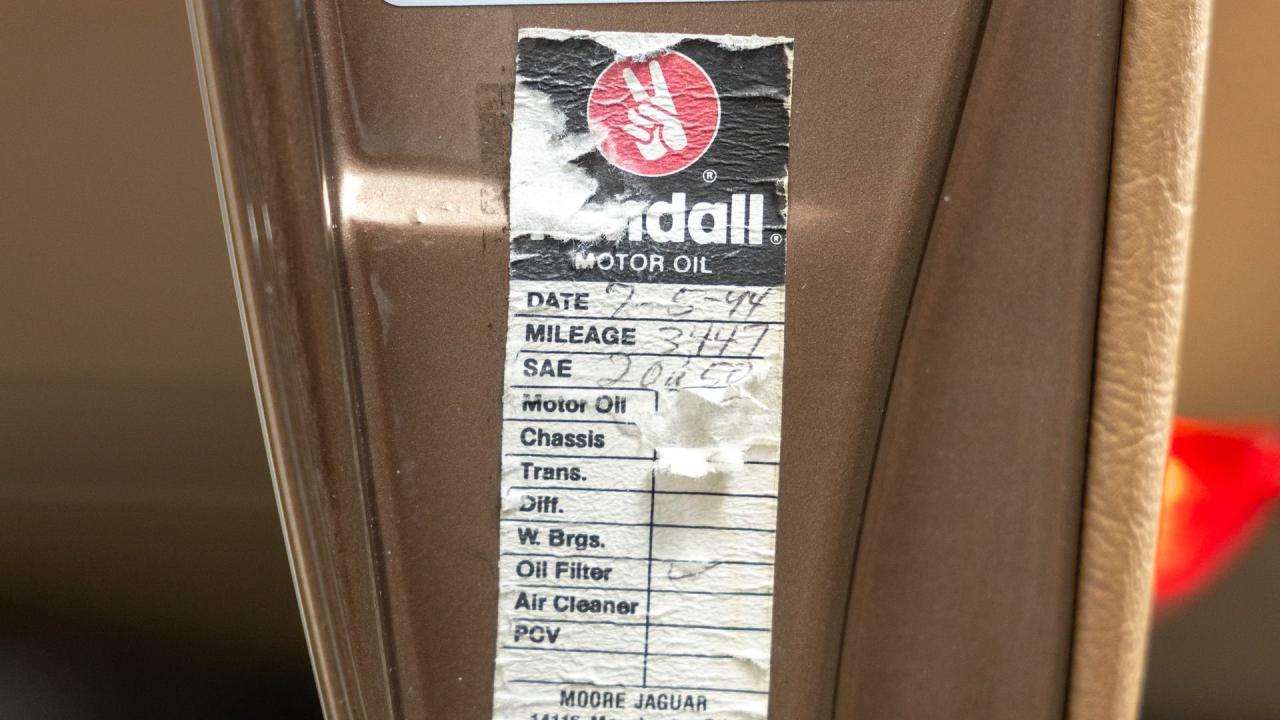 ®
Kendall®
MOTOR OIL
DATE 7-5-94
MILEAGE 3447
SAE 20W50
Motor Oil
Chassis
Trans.
Diff.
W. Brgs.
Oil Filter
Air Cleaner
PCV
MOORE JAGUAR